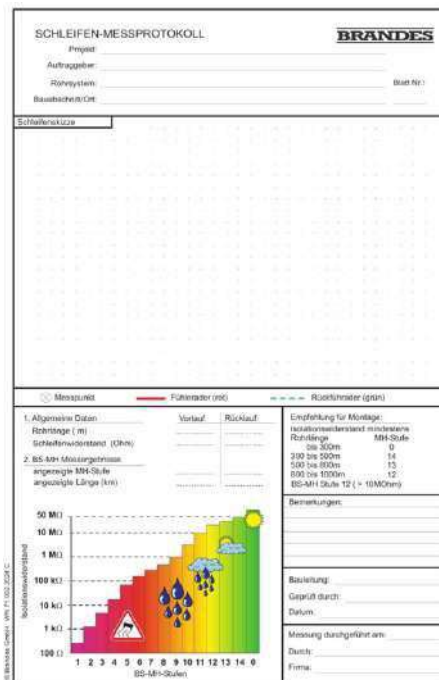 SCHLEIFEN-MESSPROTOKOLL
BRANDES
Projekt:
Auftraggeber:
Rohrsystem:
Blatt Nr.:
Bauabschnitt/Ort:
Schleifenskizze
Messpunkt
Fühlerader (rot)
Rückführader (grün)
1. Allgemeine Daten
Vorlauf
Rücklauf
Rohrlänge ( m)
Schleifenwiderstand (Ohm)
2. BS-MH Messergebnisse
angezeigte MH-Stufe
angezeigte Länge (km)
Empfehlung für Montage:
Isolationswiderstand mindestens
Rohrlänge MH-Stufe
bis 300m 0
300 bis 500m 14
500 bis 600m 13
600 bis 1000m 12
BS-MH Stufe 12 ( > 10MOhm)
Bemerkungen:
Bauleitung:
Geprüft durch:
Datum:
Messung durchgeführt am:
Durch:
Firma:
Isolationswiderstand
50 MΩ
10 MΩ
1 MΩ
100 kΩ
10 kΩ
1 kΩ
100 Ω
1 2 3 4 5 6 7 8 9 10 11 12 13 14 0
BS-MH-Stufen